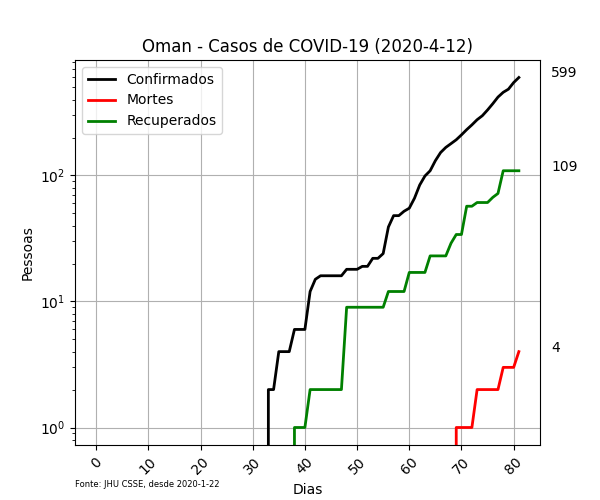 Oman - Casos de COVID-19 (2020-4-12)
Confirmados
Mortes
Recuperados
599
109
4
10²
10¹
10⁰
Pessoas
0 10 20 30 40 50 60 70 80
Dias
Fonte: JHU CSSE, desde 2020-1-22